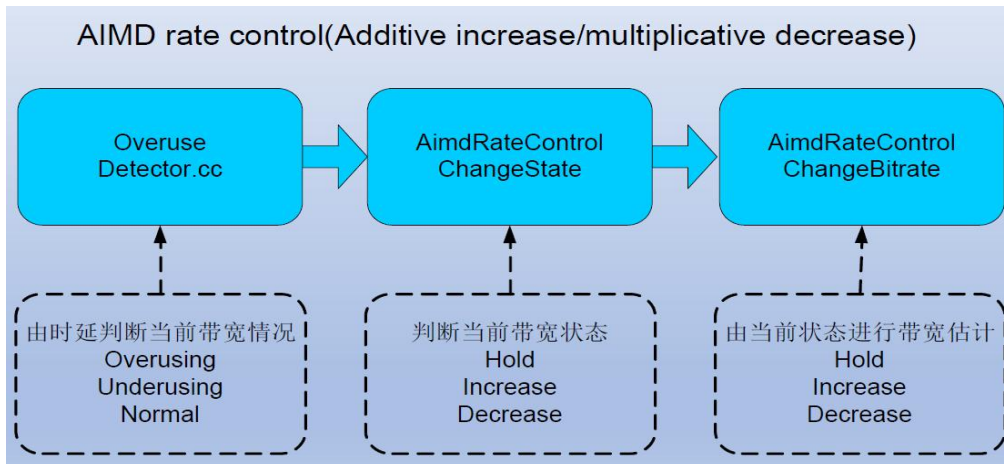 AIMD rate control(Additive increase/multiplicative decrease)
Overuse
Detector.cc
AimdRateControl
ChangeState
AimdRateControl
ChangeBitrate
由时延判断当前带宽情况
Overusing
Underusing
Normal
判断当前带宽状态
Hold
Increase
Decrease
由当前状态进行带宽估计
Hold
Increase
Decrease